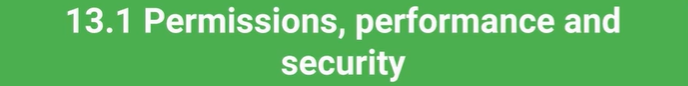 13.1 Permissions, performance and
security